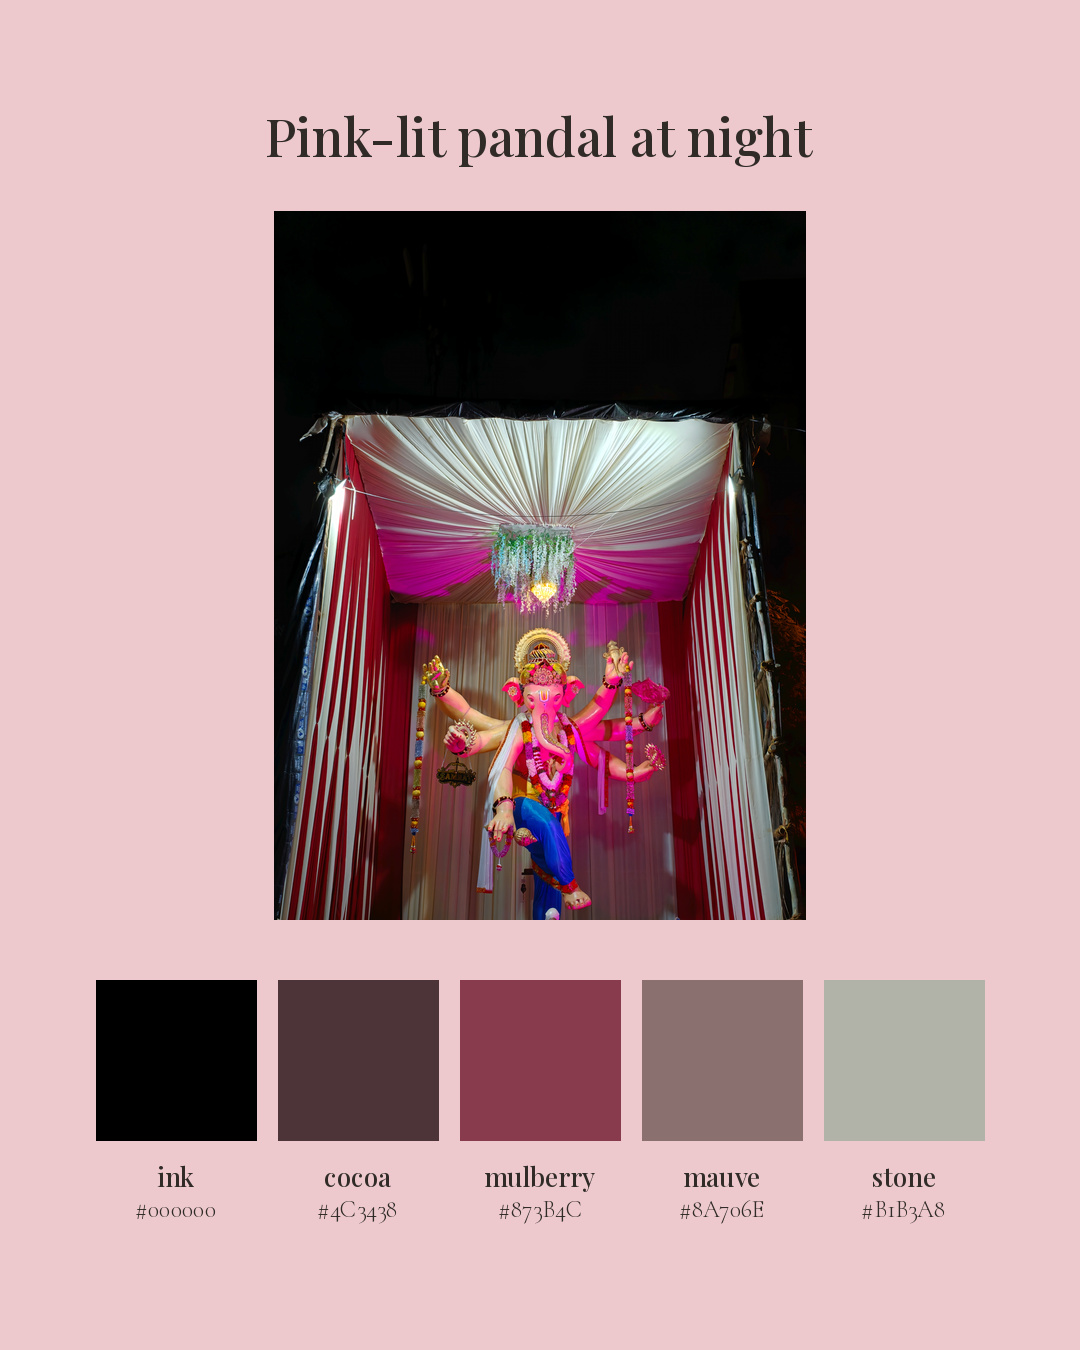 Pink-lit pandal at night
ink
#000000
cocoa
#4C3438
mulberry
#873B4C
mauve
#8A706E
stone
#B1B3A8